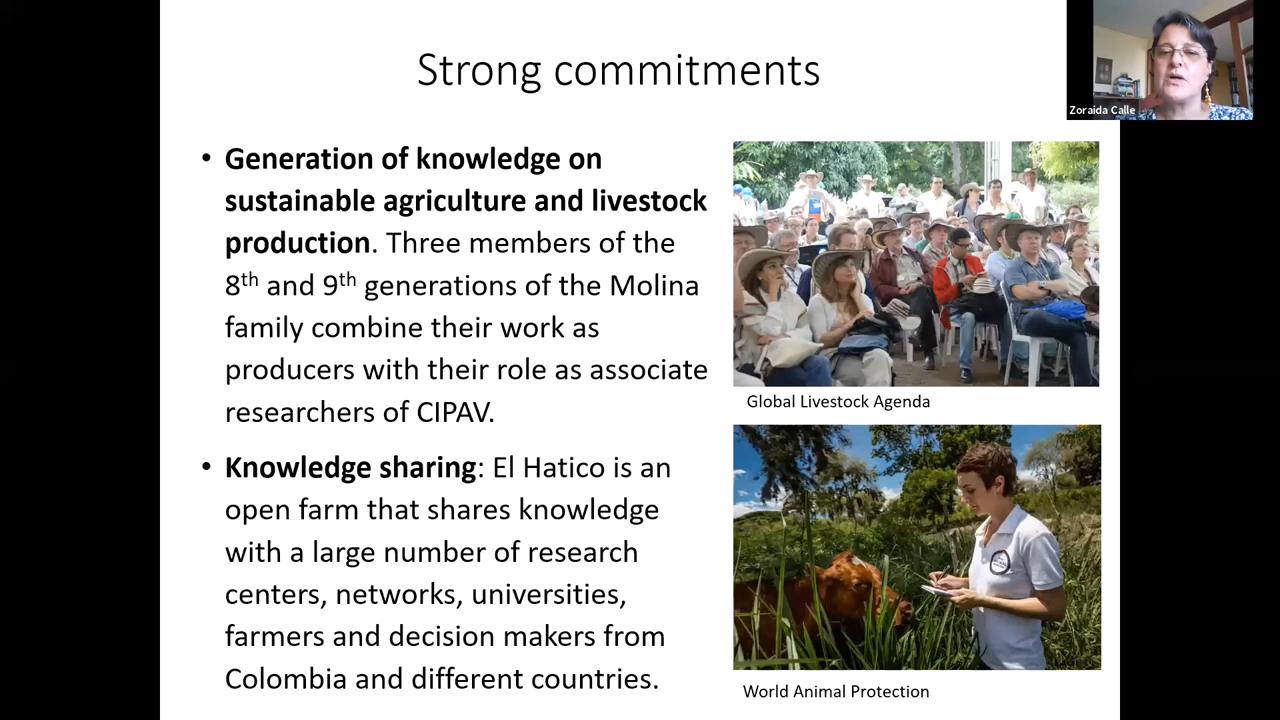 Strong commitments
Zoraida Calle
• Generation of knowledge on
sustainable agriculture and livestock
production. Three members of the
8th and 9th generations of the Molina
family combine their work as
producers with their role as associate
researchers of CIPAV.
• Knowledge sharing: El Hatico is an
open farm that shares knowledge
with a large number of research
centers, networks, universities,
farmers and decision makers from
Colombia and different countries.
Global Livestock Agenda
World Animal Protection